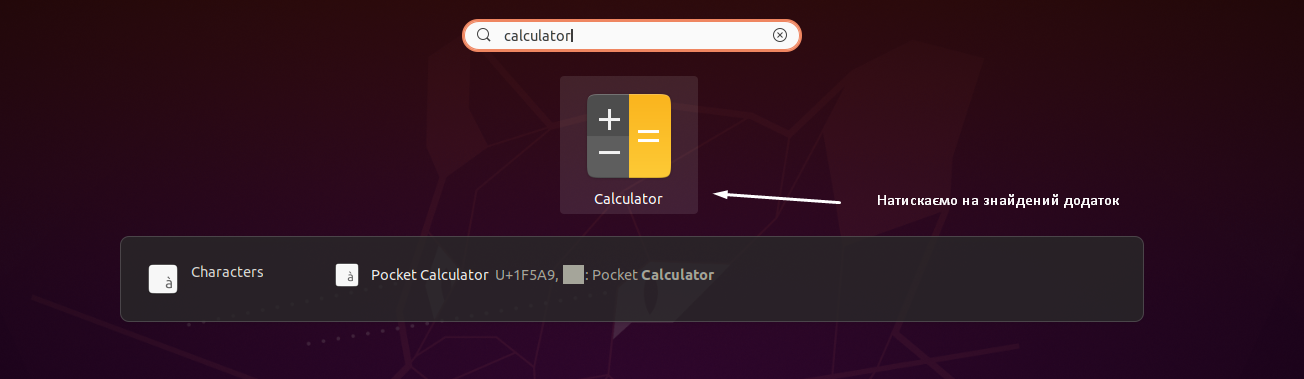 calculator
Calculator
Натискаємо на знайдений додаток
Characters
Pocket Calculator U+1F5A9, : Pocket Calculator